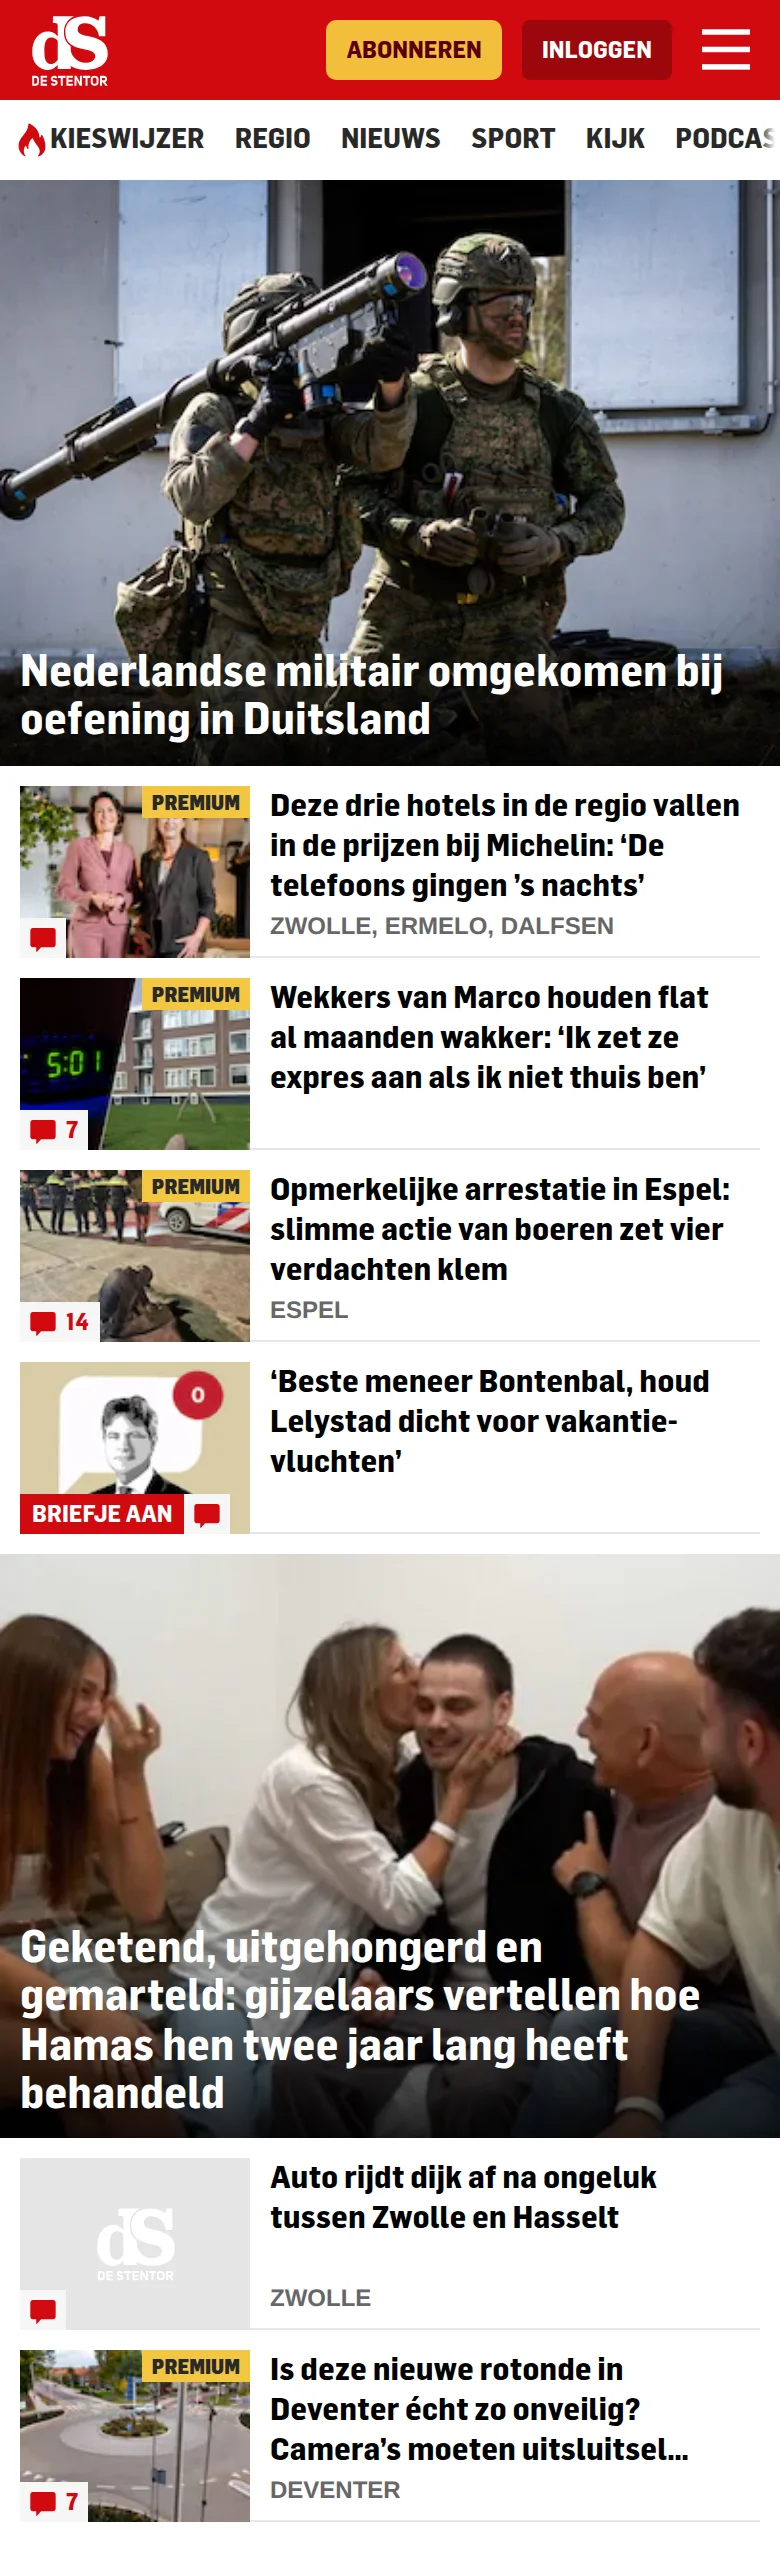 dS
DE STENTOR
ABONNEREN
INLOGGEN
KIESWIJZER REGIO NIEUWS SPORT KIJK PODCAS
Nederlandse militair omgekomen bij
oefening in Duitsland
PREMIUM
Deze drie hotels in de regio vallen
in de prijzen bij Michelin: ‘De
telefoons gingen ’s nachts’
ZWOLLE, ERMELO, DALFSEN
PREMIUM
5:01
7
Wekkers van Marco houden flat
al maanden wakker: ‘Ik zet ze
expres aan als ik niet thuis ben’
PREMIUM
14
Opmerkelijke arrestatie in Espel:
slimme actie van boeren zet vier
verdachten klem
ESPEL
0
BRIEFJE AAN
‘Beste meneer Bontenbal, houd
Lelystad dicht voor vakantie-
vluchten’
Geketend, uitgehongerd en
gemarteld: gijzelaars vertellen hoe
Hamas hen twee jaar lang heeft
behandeld
dS
DE STENTOR
Auto rijdt dijk af na ongeluk
tussen Zwolle en Hasselt
ZWOLLE
PREMIUM
7
Is deze nieuwe rotonde in
Deventer écht zo onveilig?
Camera’s moeten uitsluitsel...
DEVENTER